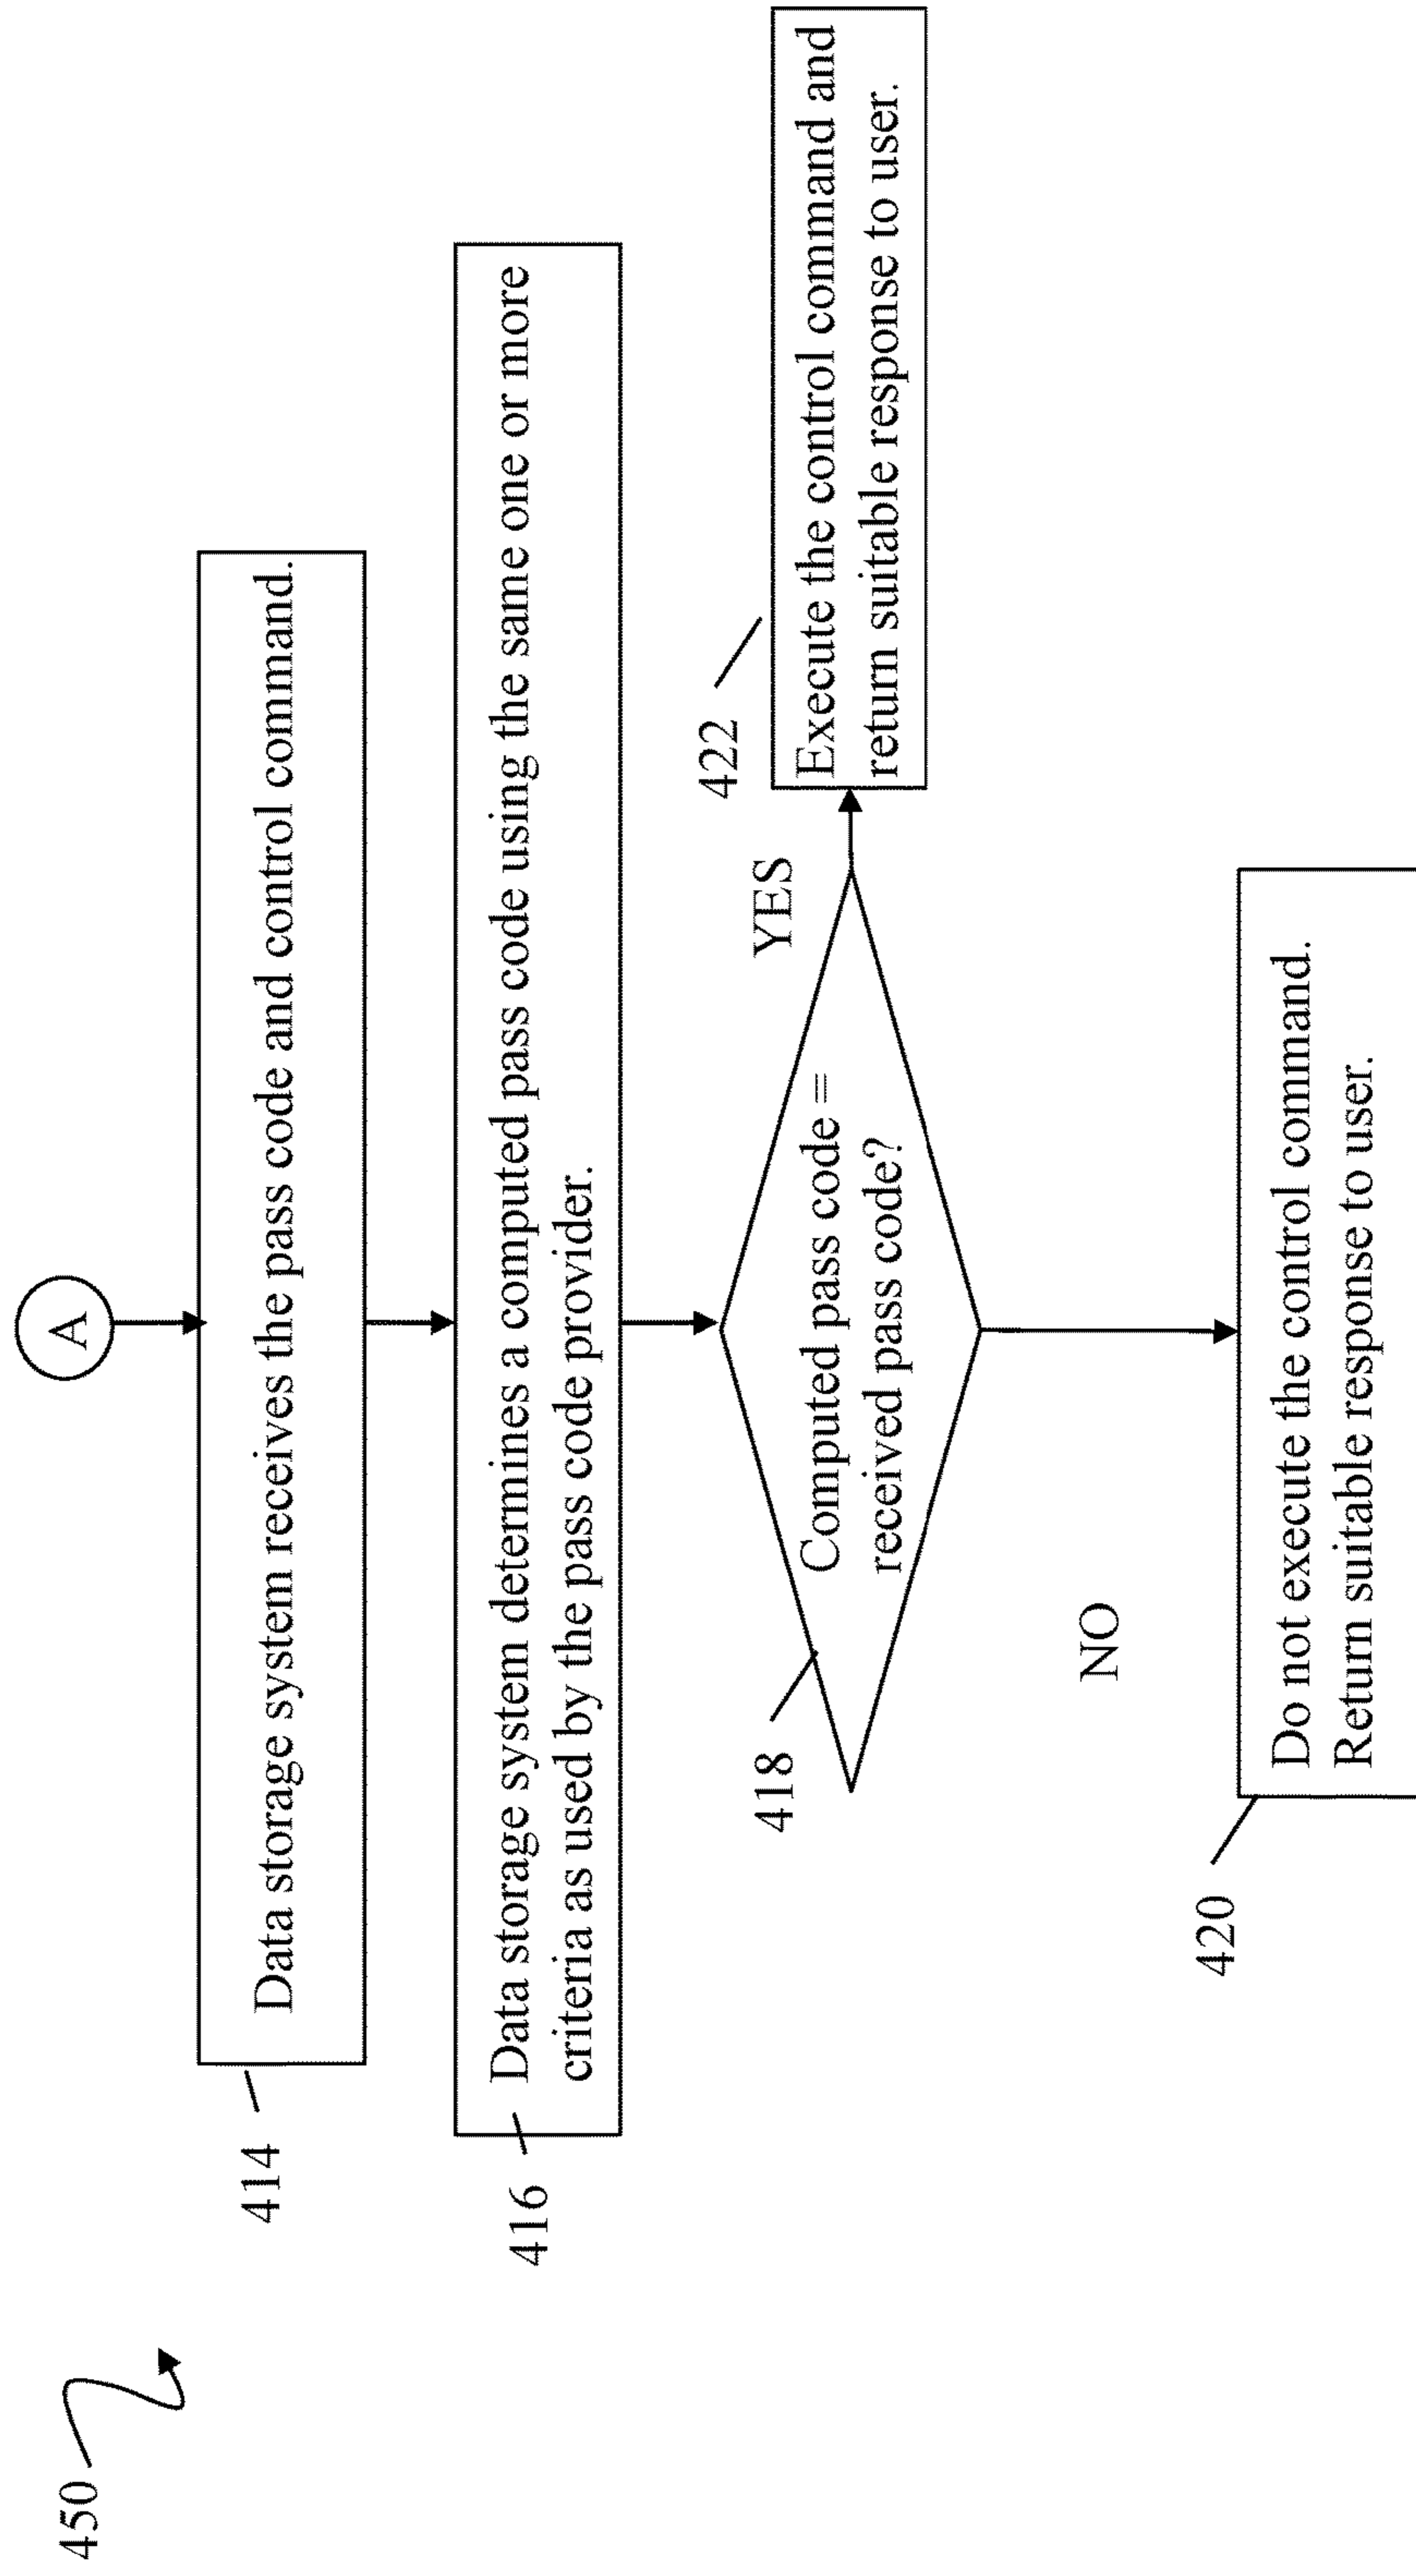 450
A
414
Data storage system receives the pass code and control command.
416
Data storage system determines a computed pass code using the same one or more
criteria as used by the pass code provider.
418
Computed pass code =
received pass code?
YES
422
Execute the control command and
return suitable response to user.
NO
420
Do not execute the control command.
Return suitable response to user.